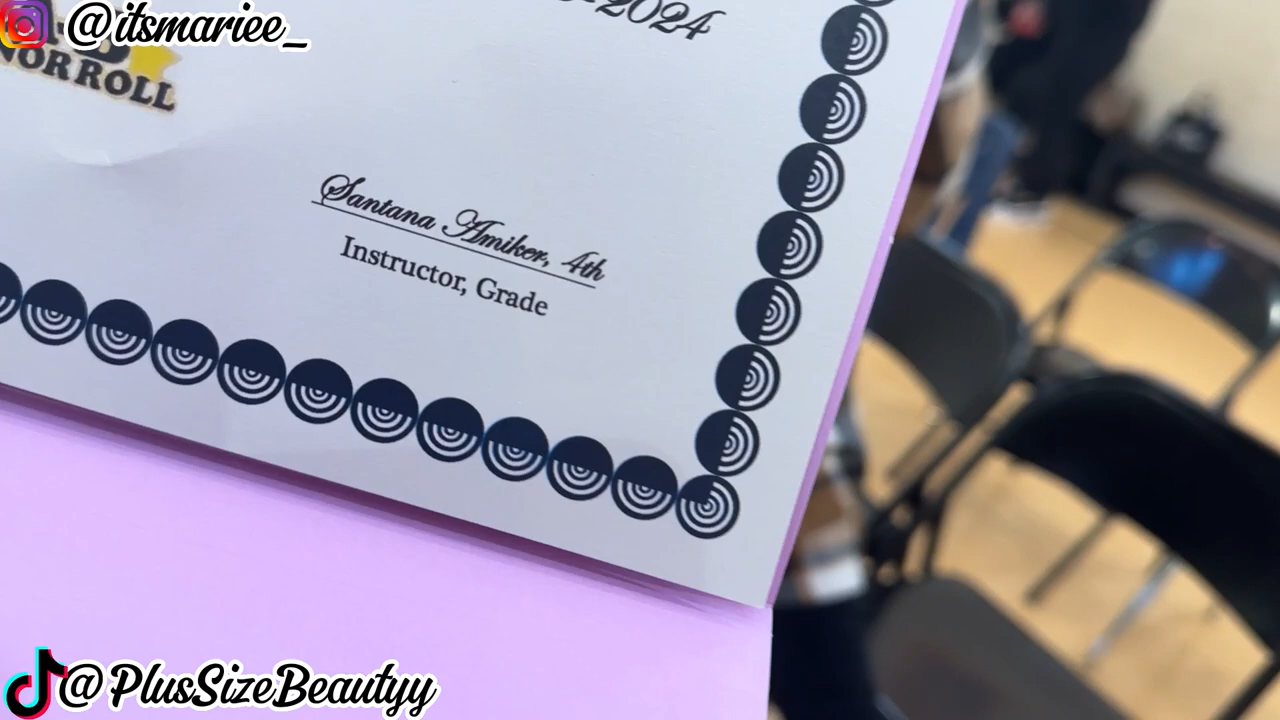 @itsmariee_
2024
NOR ROLL
Santana Amiker, 4th
Instructor, Grade
@PlusSizeBeautyy